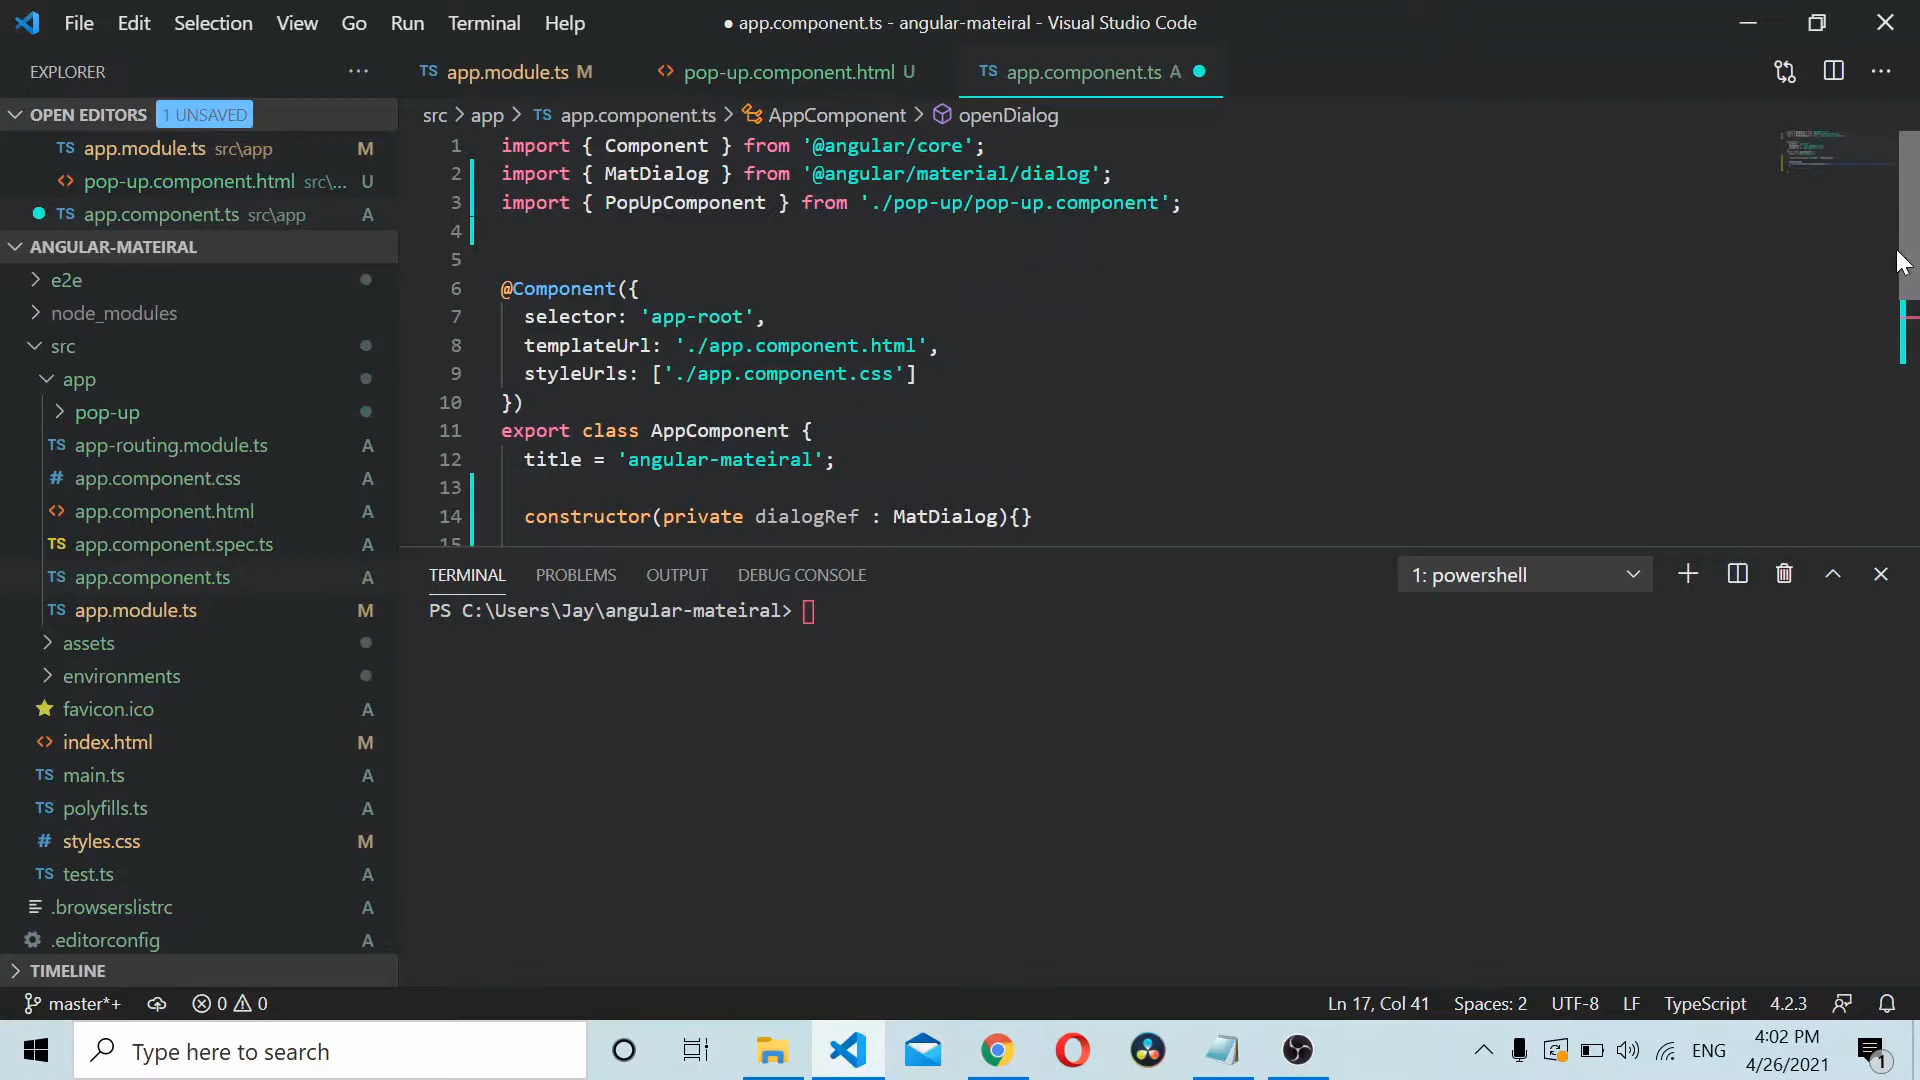 File Edit Selection View Go Run Terminal Help
● app.component.ts - angular-mateiral - Visual Studio Code
EXPLORER
TS app.module.ts M
<> pop-up.component.html U
TS app.component.ts A
OPEN EDITORS 1 UNSAVED
TS app.module.ts src\app M
<> pop-up.component.html src\... U
TS app.component.ts src\app A
ANGULAR-MATEIRAL
e2e
node_modules
src
app
pop-up
TS app-routing.module.ts A
# app.component.css A
<> app.component.html A
TS app.component.spec.ts A
TS app.component.ts A
TS app.module.ts M
assets
environments
favicon.ico A
<> index.html M
TS main.ts A
TS polyfills.ts A
# styles.css M
TS test.ts A
.browserslistrc A
.editorconfig A
TIMELINE
src > app > TS app.component.ts > AppComponent > openDialog
1 import { Component } from '@angular/core';
2 import { MatDialog } from '@angular/material/dialog';
3 import { PopUpComponent } from './pop-up/pop-up.component';
4
5
6 @Component({
7 selector: 'app-root',
8 templateUrl: './app.component.html',
9 styleUrls: ['./app.component.css']
10 })
11 export class AppComponent {
12 title = 'angular-mateiral';
13
14 constructor(private dialogRef : MatDialog){}
15
TERMINAL PROBLEMS OUTPUT DEBUG CONSOLE
1: powershell
PS C:\Users\Jay\angular-mateiral>
master*+ 0 0
Ln 17, Col 41 Spaces: 2 UTF-8 LF TypeScript 4.2.3
Type here to search
ENG
4:02 PM
4/26/2021
1